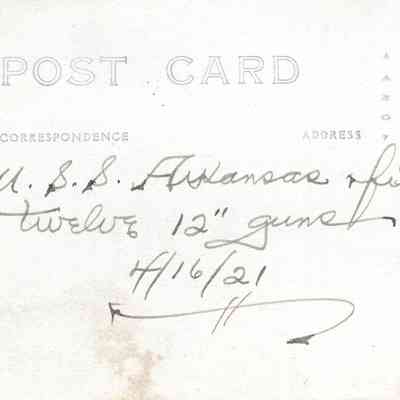 POST CARD
CORRESPONDENCE ADDRESS
U. S. S. Arkansas
twelve 12" guns
4/16/21